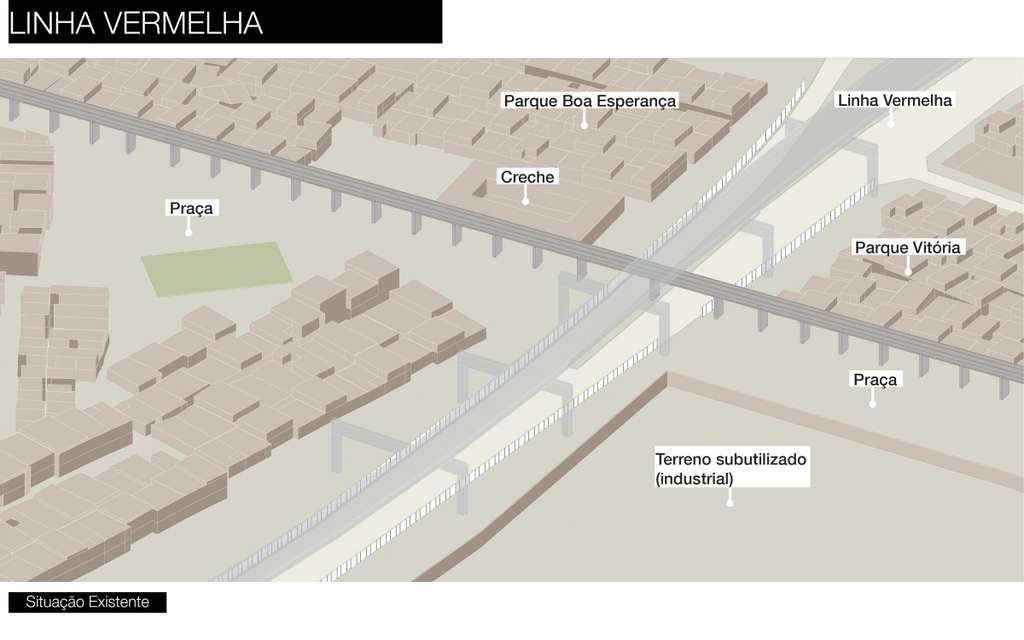 LINHA VERMELHA
Parque Boa Esperança
Linha Vermelha
Creche
Praça
Parque Vitória
Praça
Terreno subutilizado
(industrial)
Situação Existente